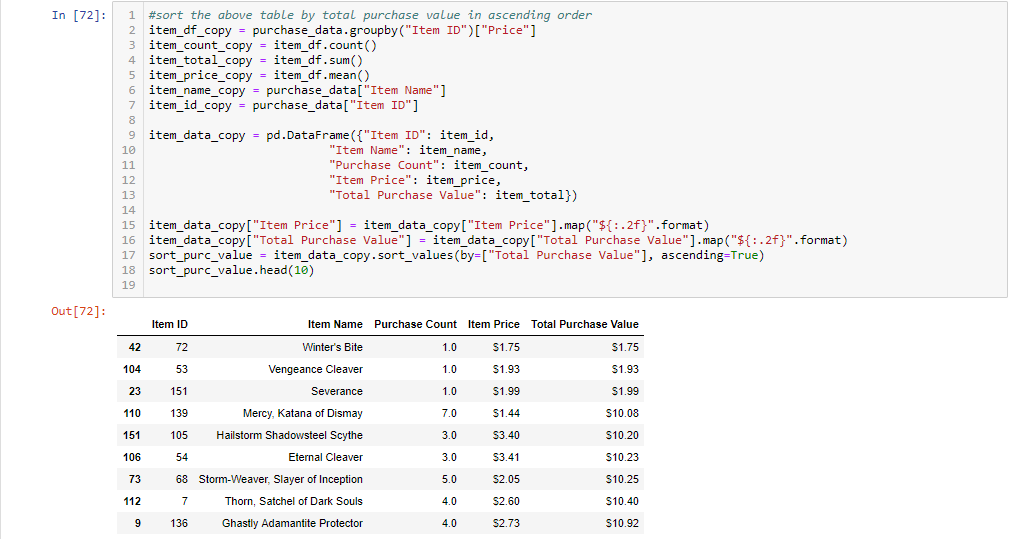 In [72]:
1 #sort the above table by total purchase value in ascending order
2 item_df_copy = purchase_data.groupby("Item ID")["Price"]
3 item_count_copy = item_df.count()
4 item_total_copy = item_df.sum()
5 item_price_copy = item_df.mean()
6 item_name_copy = purchase_data["Item Name"]
7 item_id_copy = purchase_data["Item ID"]
8
9 item_data_copy = pd.DataFrame({"Item ID": item_id,
10                           "Item Name": item_name,
11                           "Purchase Count": item_count,
12                           "Item Price": item_price,
13                           "Total Purchase Value": item_total})
14
15 item_data_copy["Item Price"] = item_data_copy["Item Price"].map("${:.2f}".format)
16 item_data_copy["Total Purchase Value"] = item_data_copy["Total Purchase Value"].map("${:.2f}".format)
17 sort_purc_value = item_data_copy.sort_values(by=["Total Purchase Value"], ascending=True)
18 sort_purc_value.head(10)
19
Out[72]:
Item ID Item Name Purchase Count Item Price Total Purchase Value
42 72 Winter's Bite 1.0 $1.75 $1.75
104 53 Vengeance Cleaver 1.0 $1.93 $1.93
23 151 Severance 1.0 $1.99 $1.99
110 139 Mercy, Katana of Dismay 7.0 $1.44 $10.08
151 105 Hailstorm Shadowsteel Scythe 3.0 $3.40 $10.20
106 54 Eternal Cleaver 3.0 $3.41 $10.23
73 68 Storm-Weaver, Slayer of Inception 5.0 $2.05 $10.25
112 7 Thorn, Satchel of Dark Souls 4.0 $2.60 $10.40
9 136 Ghastly Adamantite Protector 4.0 $2.73 $10.92